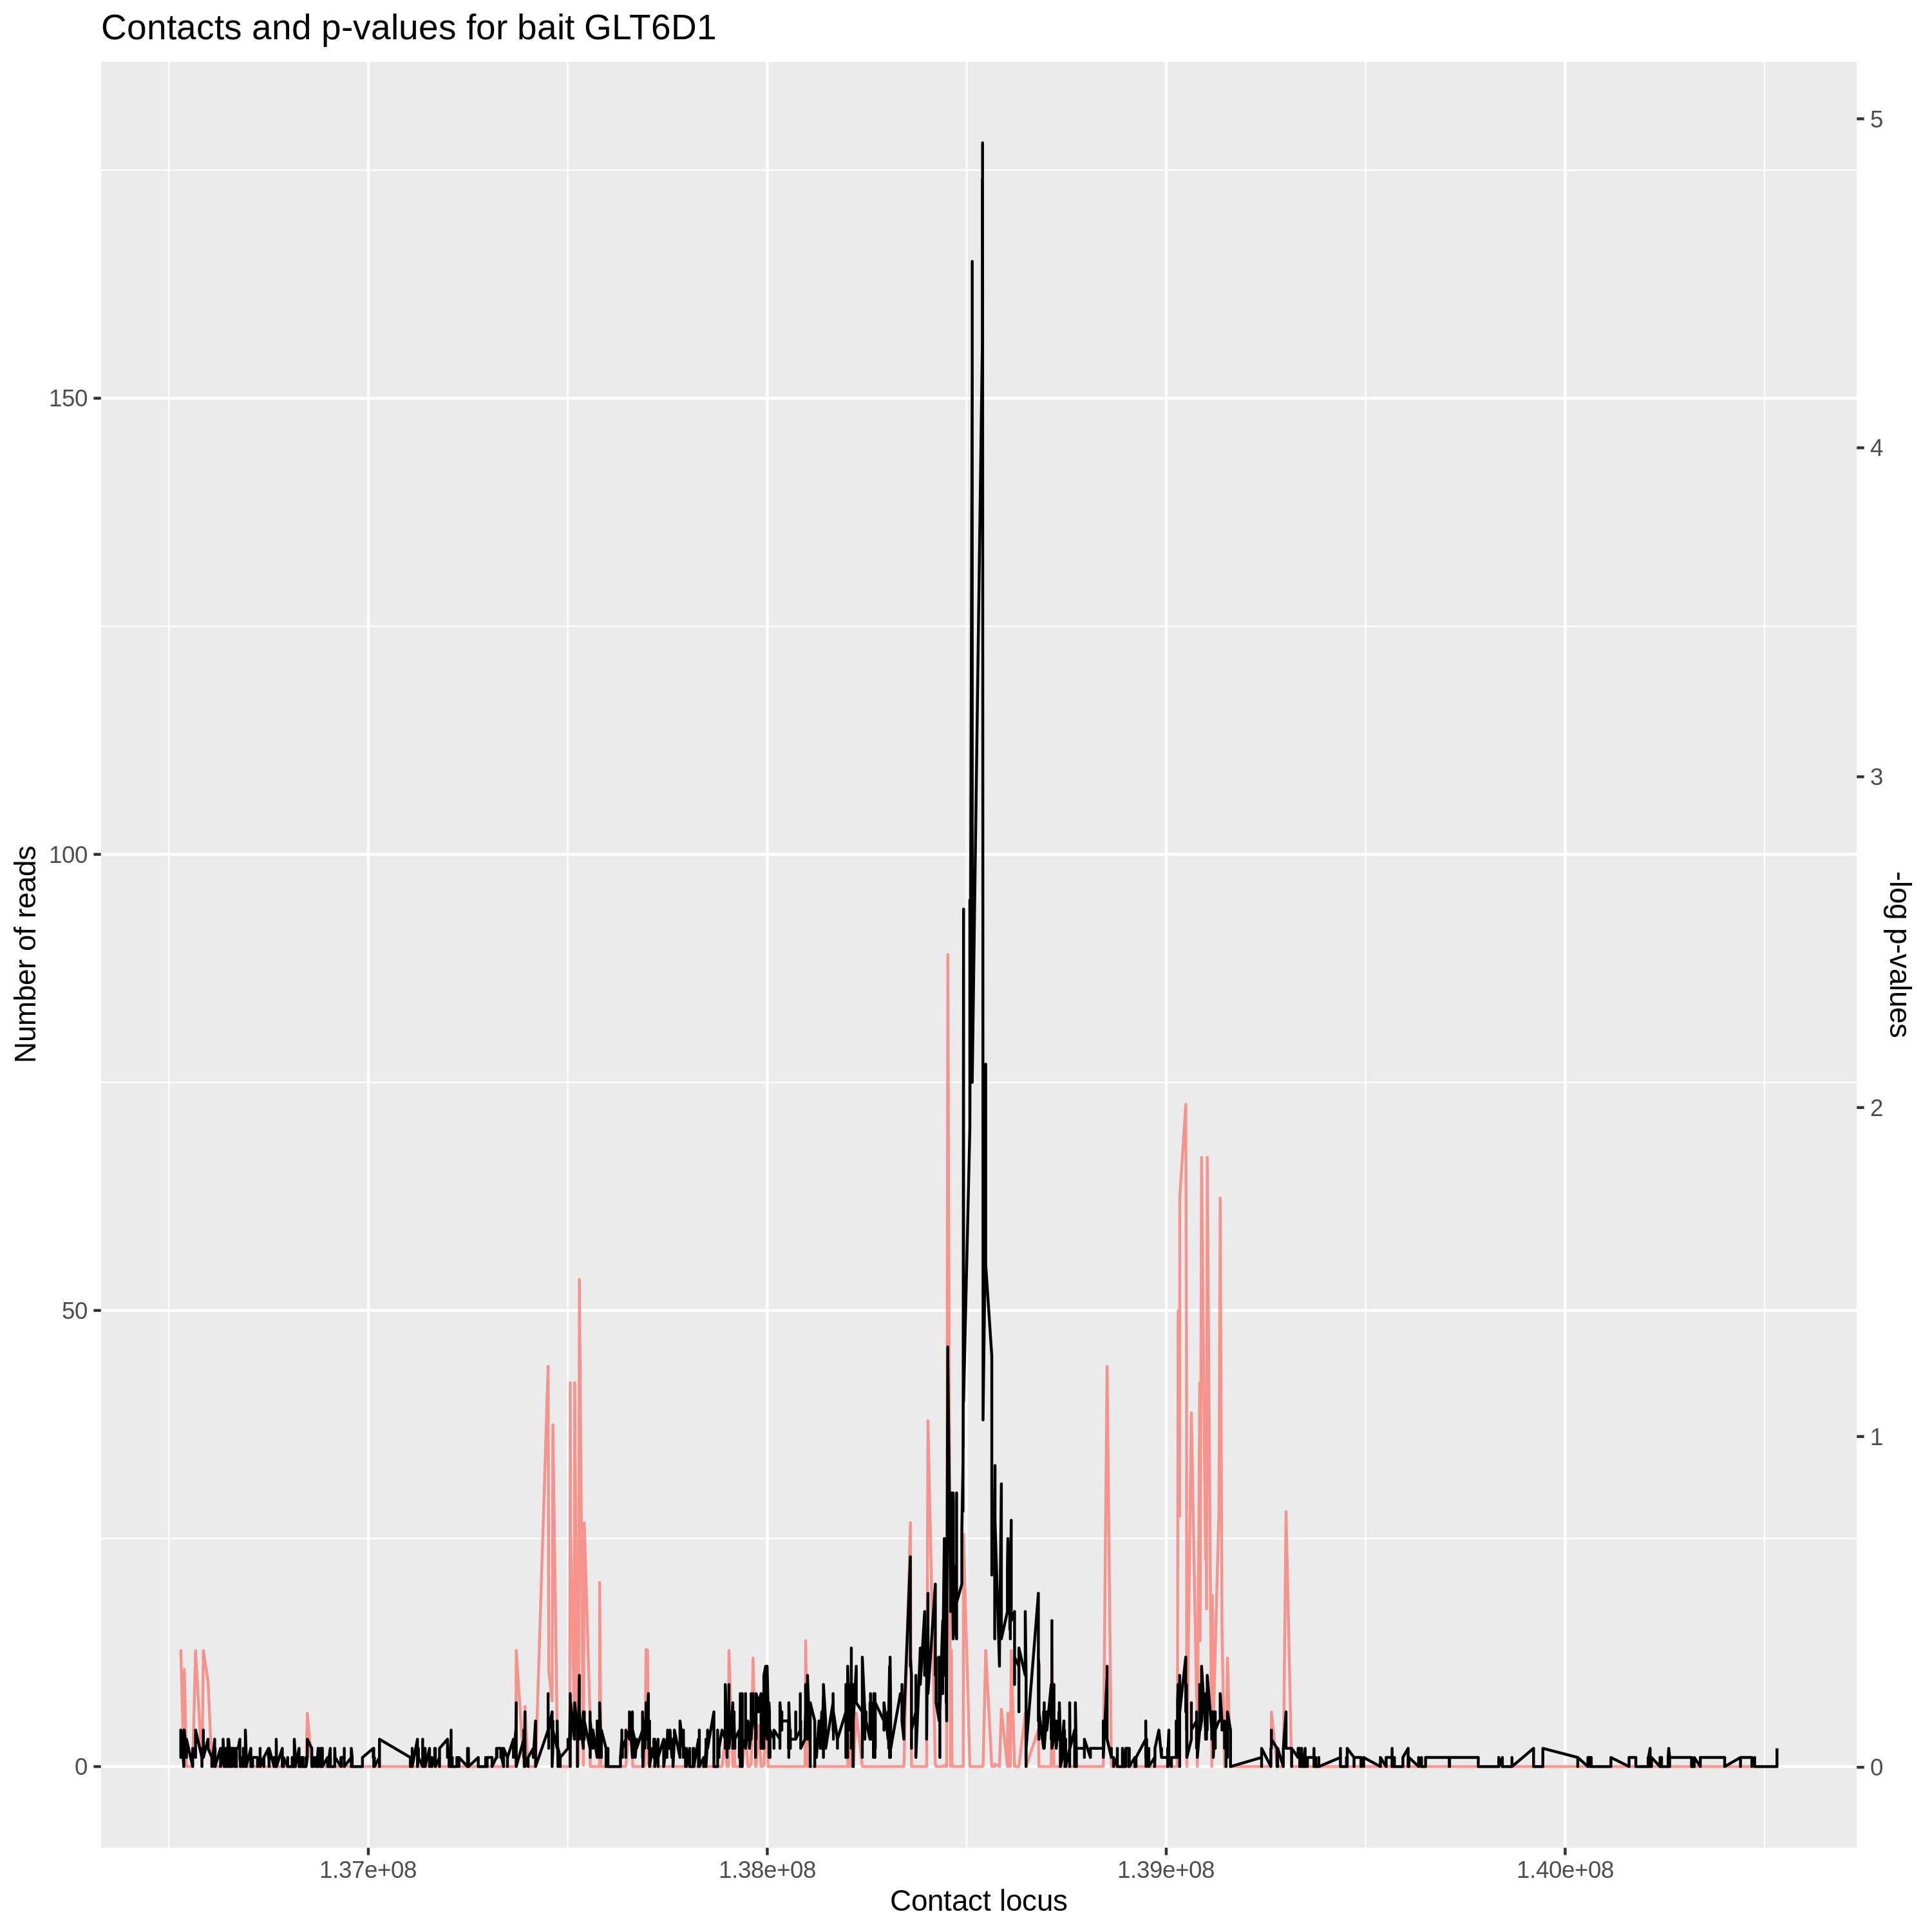 Contacts and p-values for bait GLT6D1
Number of reads
150
100
50
0
5
4
3
2
1
0
-log p-values
1.37e+08
1.38e+08
1.39e+08
1.40e+08
Contact locus